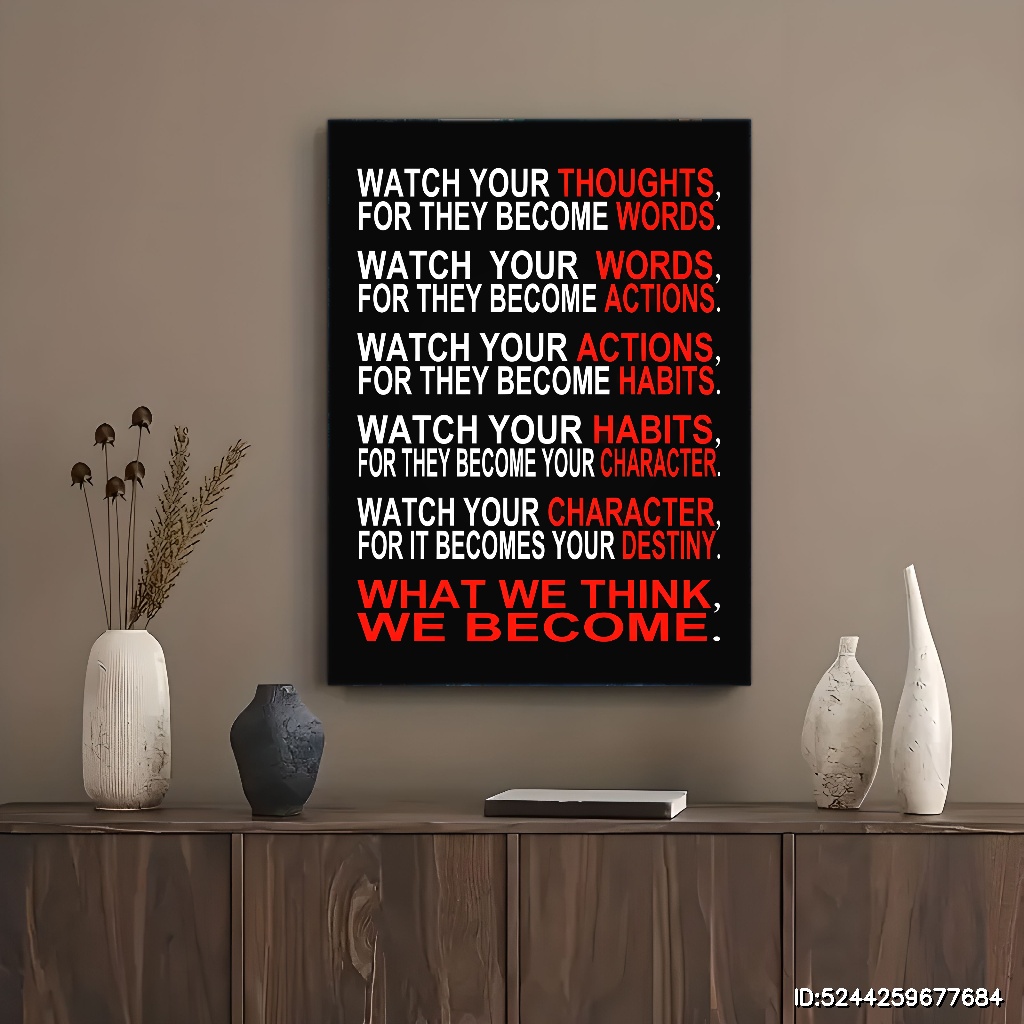 WATCH YOUR THOUGHTS,
FOR THEY BECOME WORDS.
WATCH YOUR WORDS,
FOR THEY BECOME ACTIONS.
WATCH YOUR ACTIONS,
FOR THEY BECOME HABITS.
WATCH YOUR HABITS,
FOR THEY BECOME YOUR CHARACTER.
WATCH YOUR CHARACTER,
FOR IT BECOMES YOUR DESTINY.
WHAT WE THINK,
WE BECOME.
ID:5244259677684